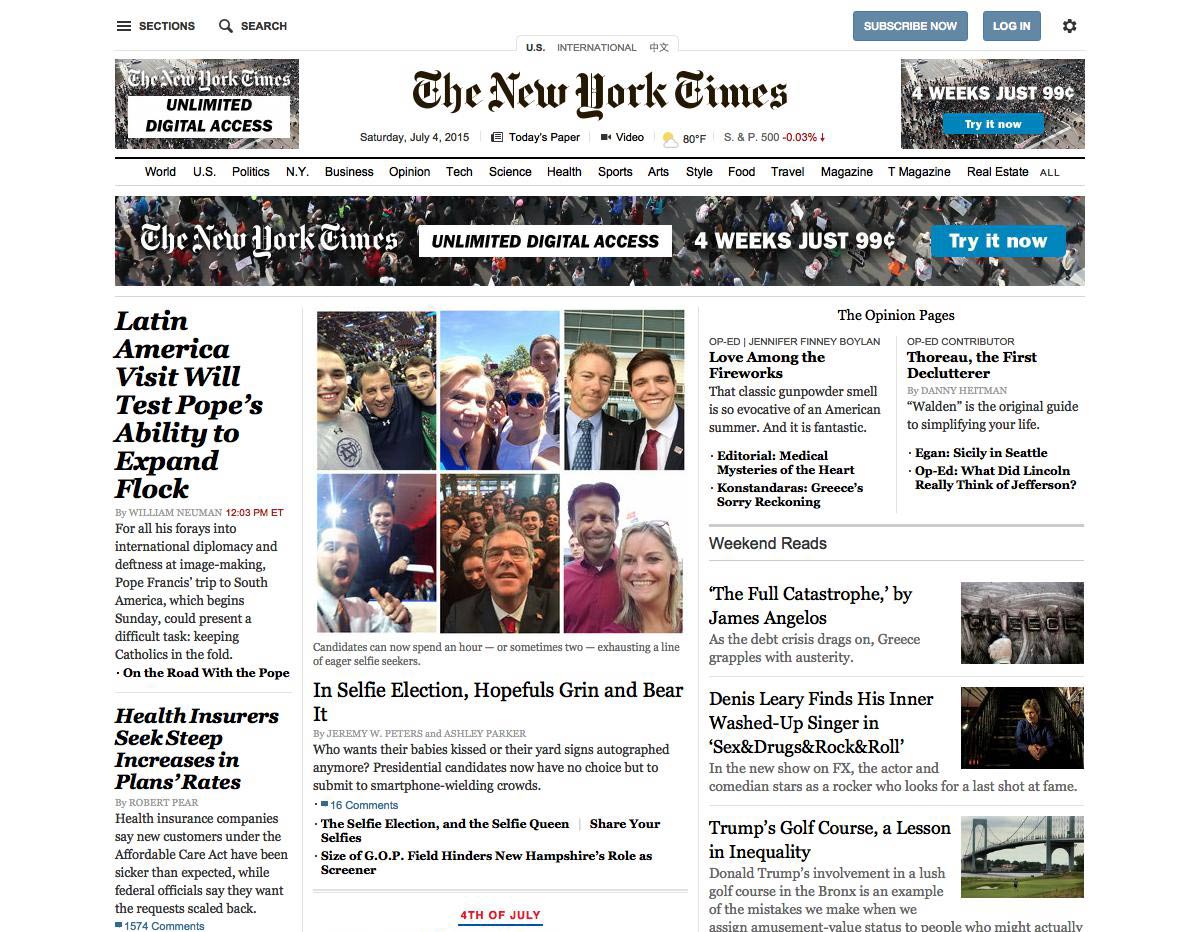 SECTIONS SEARCH SUBSCRIBE NOW LOG IN
U.S. INTERNATIONAL 中文
The New York Times
UNLIMITED
DIGITAL ACCESS
The New York Times
4 WEEKS JUST 99¢
Try it now
Saturday, July 4, 2015 Today's Paper Video 80°F S. & P. 500 -0.03%↓
World U.S. Politics N.Y. Business Opinion Tech Science Health Sports Arts Style Food Travel Magazine T Magazine Real Estate ALL
The New York Times UNLIMITED DIGITAL ACCESS 4 WEEKS JUST 99¢ Try it now
Latin
America
Visit Will
Test Pope's
Ability to
Expand
Flock
By WILLIAM NEUMAN 12:03 PM ET
For all his forays into
international diplomacy and
deftness at image-making,
Pope Francis' trip to South
America, which begins
Sunday, could present a
difficult task: keeping
Catholics in the fold.
· On the Road With the Pope
Health Insurers
Seek Steep
Increases in
Plans' Rates
By ROBERT PEAR
Health insurance companies
say new customers under the
Affordable Care Act have been
sicker than expected, while
federal officials say they want
the requests scaled back.
1574 Comments
Candidates can now spend an hour — or sometimes two — exhausting a line
of eager selfie seekers.
In Selfie Election, Hopefuls Grin and Bear
It
By JEREMY W. PETERS and ASHLEY PARKER
Who wants their babies kissed or their yard signs autographed
anymore? Presidential candidates now have no choice but to
submit to smartphone-wielding crowds.
· 16 Comments
· The Selfie Election, and the Selfie Queen | Share Your
Selfies
· Size of G.O.P. Field Hinders New Hampshire's Role as
Screener
4TH OF JULY
The Opinion Pages
OP-ED | JENNIFER FINNEY BOYLAN
Love Among the
Fireworks
That classic gunpowder smell
is so evocative of an American
summer. And it is fantastic.
· Editorial: Medical
Mysteries of the Heart
· Konstandaras: Greece's
Sorry Reckoning
OP-ED CONTRIBUTOR
Thoreau, the First
Declutterer
By DANNY HEITMAN
“Walden” is the original guide
to simplifying your life.
· Egan: Sicily in Seattle
· Op-Ed: What Did Lincoln
Really Think of Jefferson?
Weekend Reads
‘The Full Catastrophe,’ by
James Angelos
As the debt crisis drags on, Greece
grapples with austerity.
GREECE
Denis Leary Finds His Inner
Washed-Up Singer in
‘Sex&Drugs&Rock&Roll’
In the new show on FX, the actor and
comedian stars as a rocker who looks for a last shot at fame.
Trump's Golf Course, a Lesson
in Inequality
Donald Trump's involvement in a lush
golf course in the Bronx is an example
of the mistakes we make when we
assign amusement-value status to people who might actually